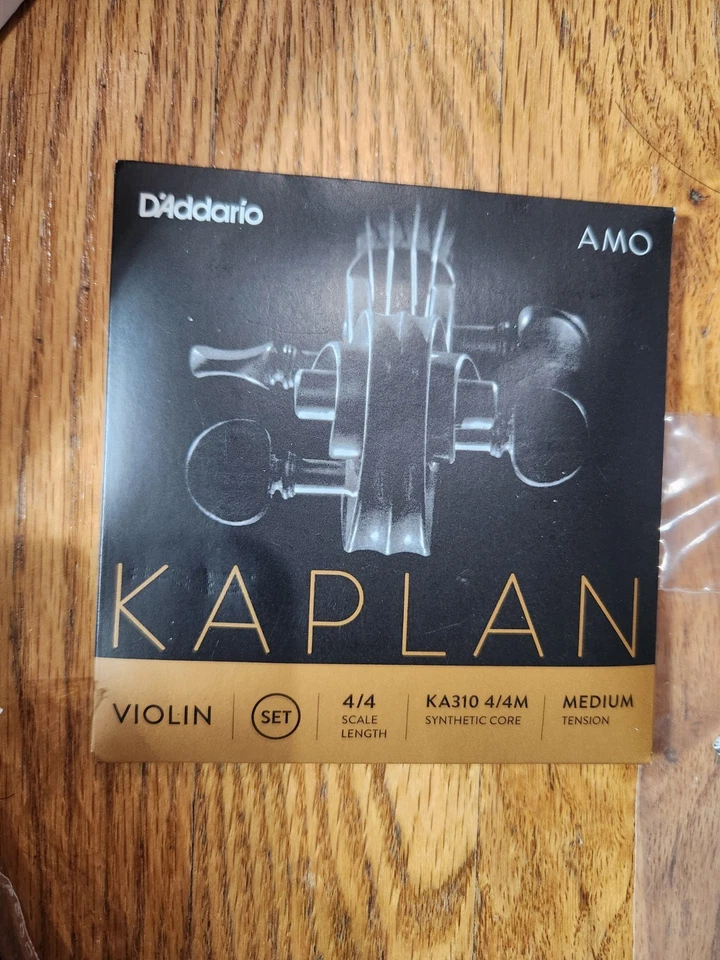 D'Addario
AMO
KAPLAN
VIOLIN
SET
4/4
SCALE
LENGTH
KA310 4/4M
SYNTHETIC CORE
MEDIUM
TENSION